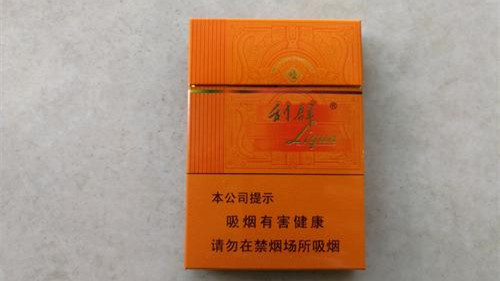 利群®
Liqun
本公司提示
吸烟有害健康
请勿在禁烟场所吸烟